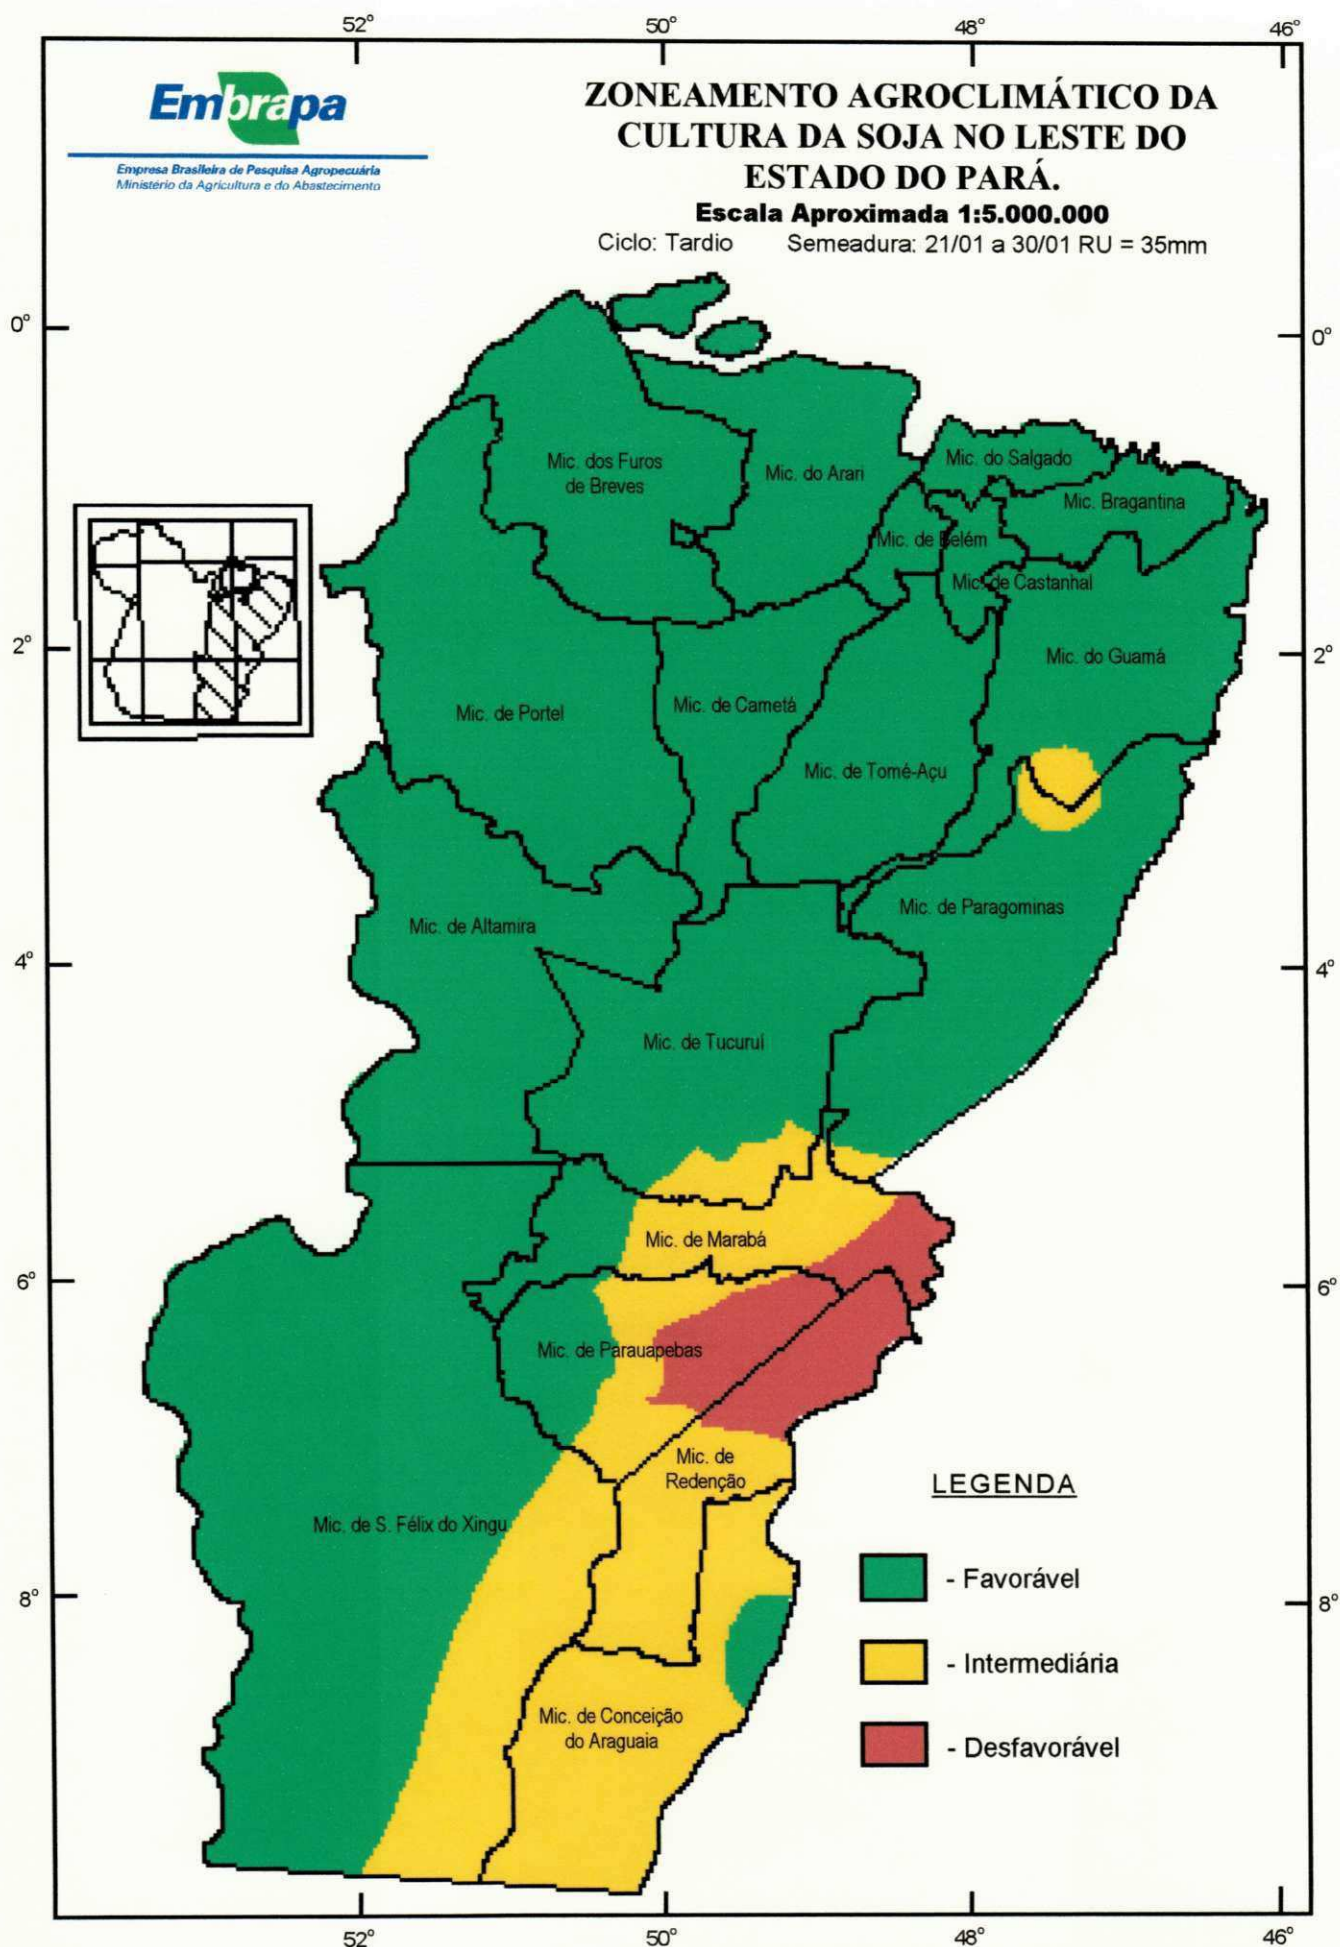 52°
50°
48°
46°
Embrapa
Empresa Brasileira de Pesquisa Agropecuária
Ministério da Agricultura e do Abastecimento
ZONEAMENTO AGROCLIMÁTICO DA
CULTURA DA SOJA NO LESTE DO
ESTADO DO PARÁ.
Escala Aproximada 1:5.000.000
Ciclo: Tardio Semeadura: 21/01 a 30/01 RU = 35mm
0°
0°
Mic. do Salgado
Mic. dos Furos
de Breves
Mic. do Arari
Mic. Bragantina
Mic. de Belém
Mic. de Castanhal
2°
2°
Mic. do Guamá
Mic. de Portel
Mic. de Cametá
Mic. de Tomé-Açu
Mic. de Paragominas
Mic. de Altamira
4°
4°
Mic. de Tucuruí
Mic. de Marabá
6°
6°
Mic. de Parauapebas
Mic. de
Redenção
LEGENDA
Mic. de S. Félix do Xingu
- Favorável
8°
8°
- Intermediária
Mic. de Conceição
do Araguaia
- Desfavorável
52°
50°
48°
46°